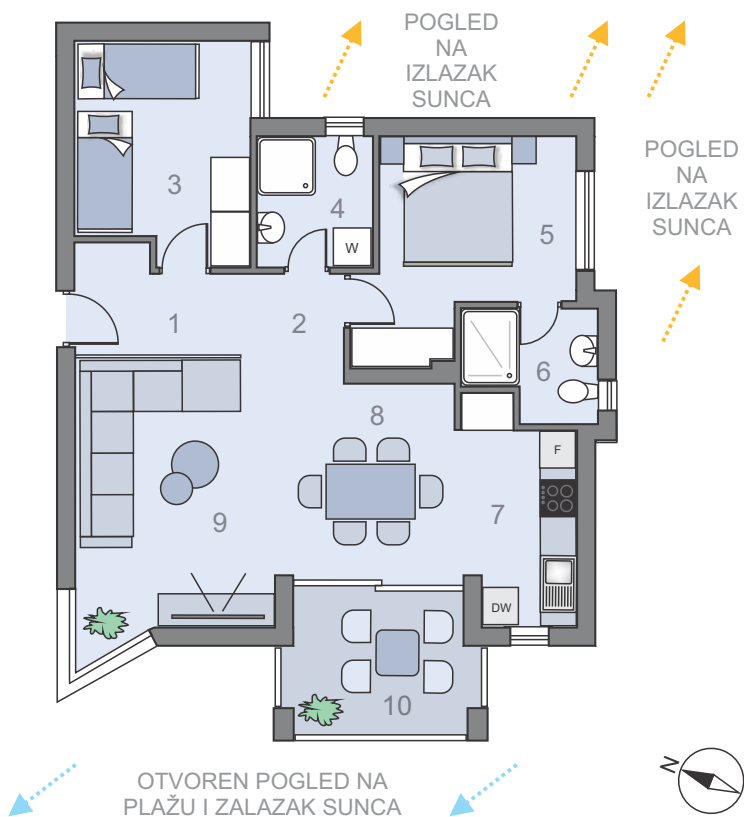 POGLED
NA
IZLAZAK
SUNCA
POGLED
NA
IZLAZAK
SUNCA
3
4
W
5
1
2
6
8
F
9
7
DW
10
N
OTVOREN POGLED NA
PLAŽU I ZALAZAK SUNCA